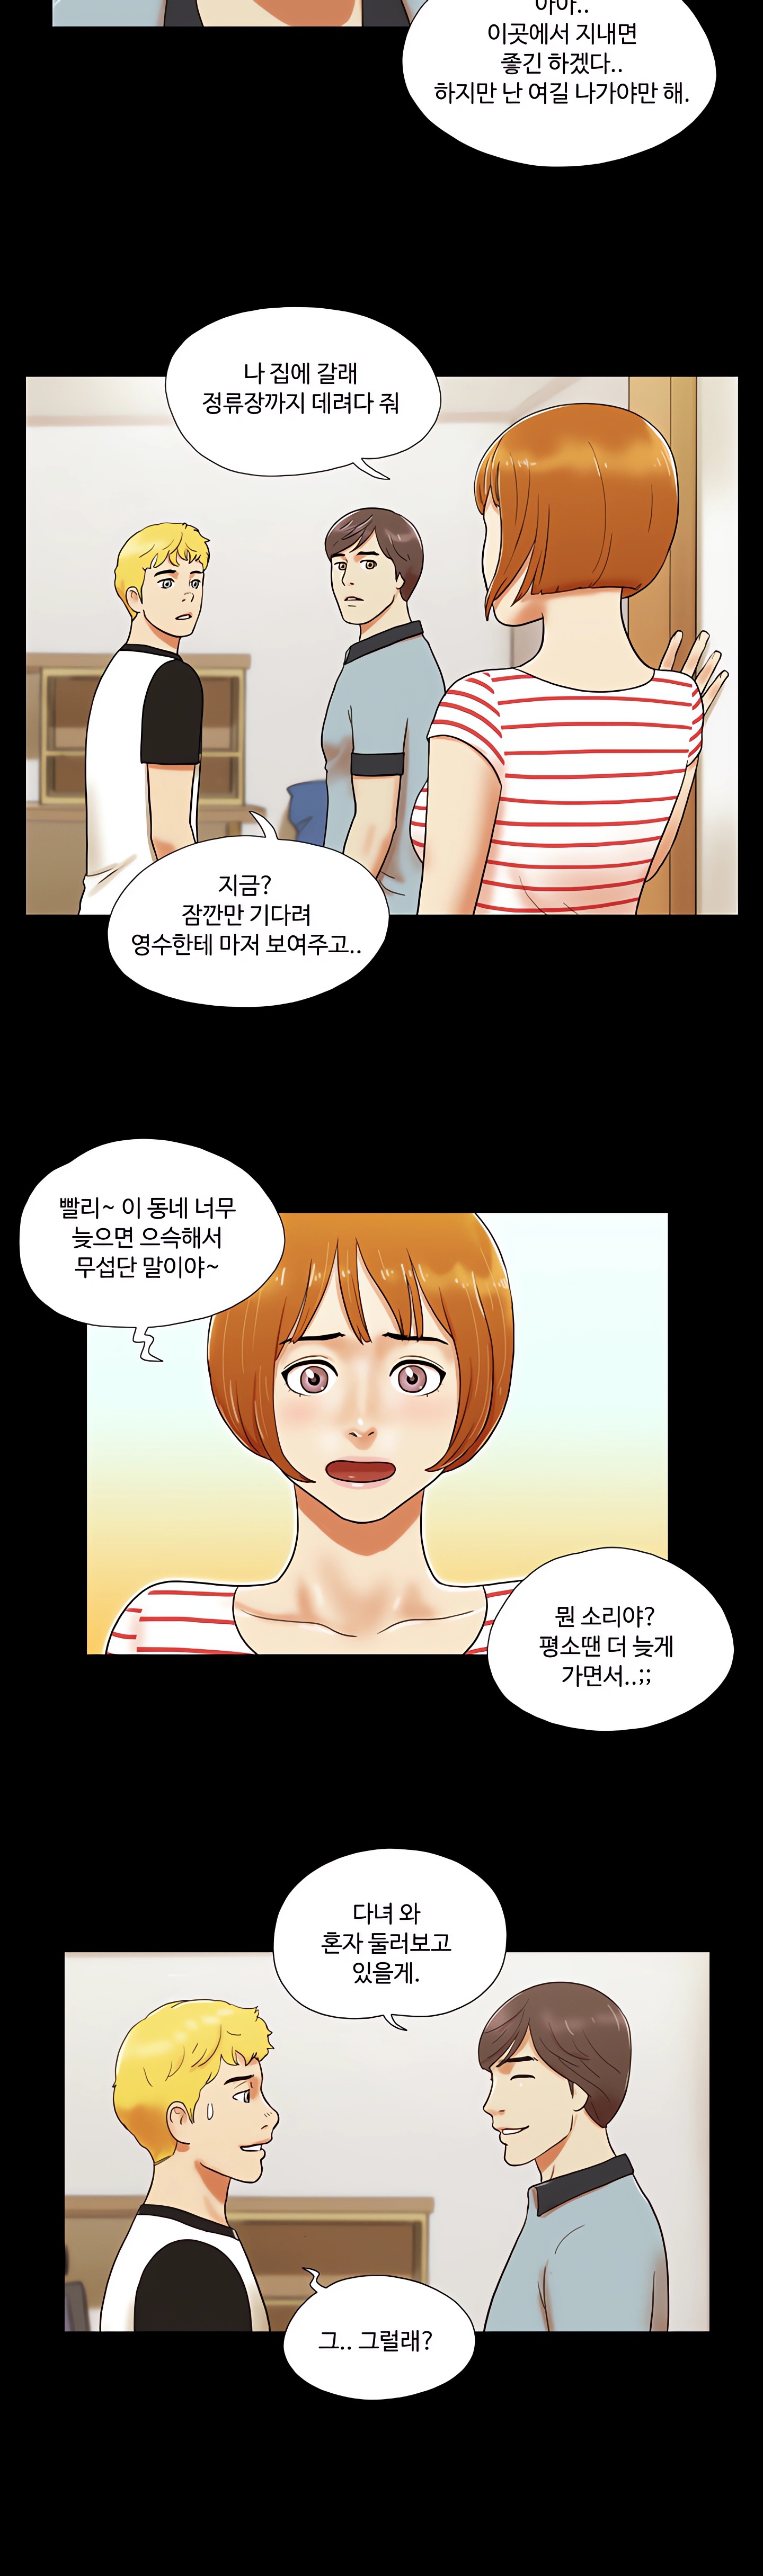 아아..
이곳에서 지내면
좋긴 하겠다..
하지만 난 여길 나가야만 해.
나 집에 갈래
정류장까지 데려다 줘
지금?
잠깐만 기다려
영수한테 마저 보여주고..
빨리~ 이 동네 너무
늦으면 으슥해서
무섭단 말이야~
뭔 소리야?
평소땐 더 늦게
가면서..;;
다녀 와
혼자 둘러보고
있을게.
그.. 그럴래?